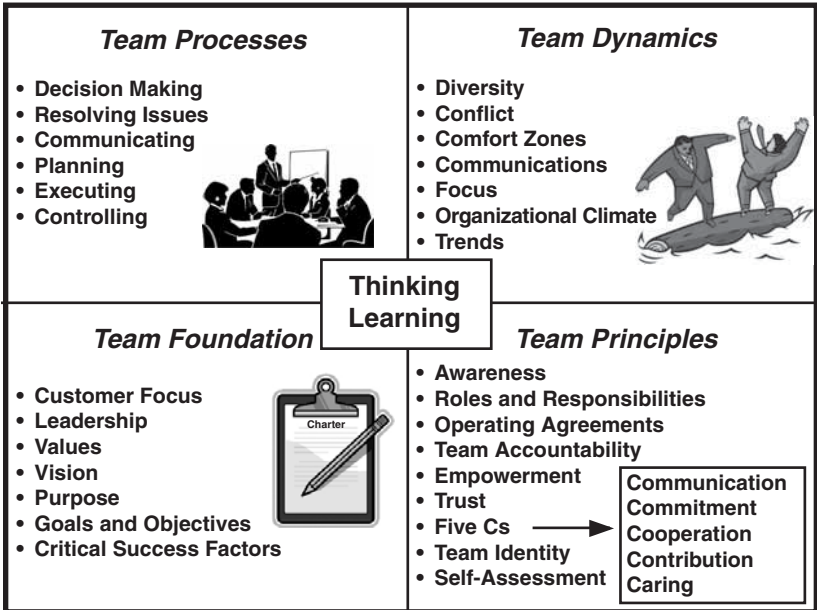 Team Processes
• Decision Making
• Resolving Issues
• Communicating
• Planning
• Executing
• Controlling
Team Dynamics
• Diversity
• Conflict
• Comfort Zones
• Communications
• Focus
• Organizational Climate
• Trends
Thinking
Learning
Team Foundation
• Customer Focus
• Leadership
• Values
• Vision
• Purpose
• Goals and Objectives
• Critical Success Factors
Charter
Team Principles
• Awareness
• Roles and Responsibilities
• Operating Agreements
• Team Accountability
• Empowerment
• Trust
• Five Cs
• Team Identity
• Self-Assessment
Communication
Commitment
Cooperation
Contribution
Caring